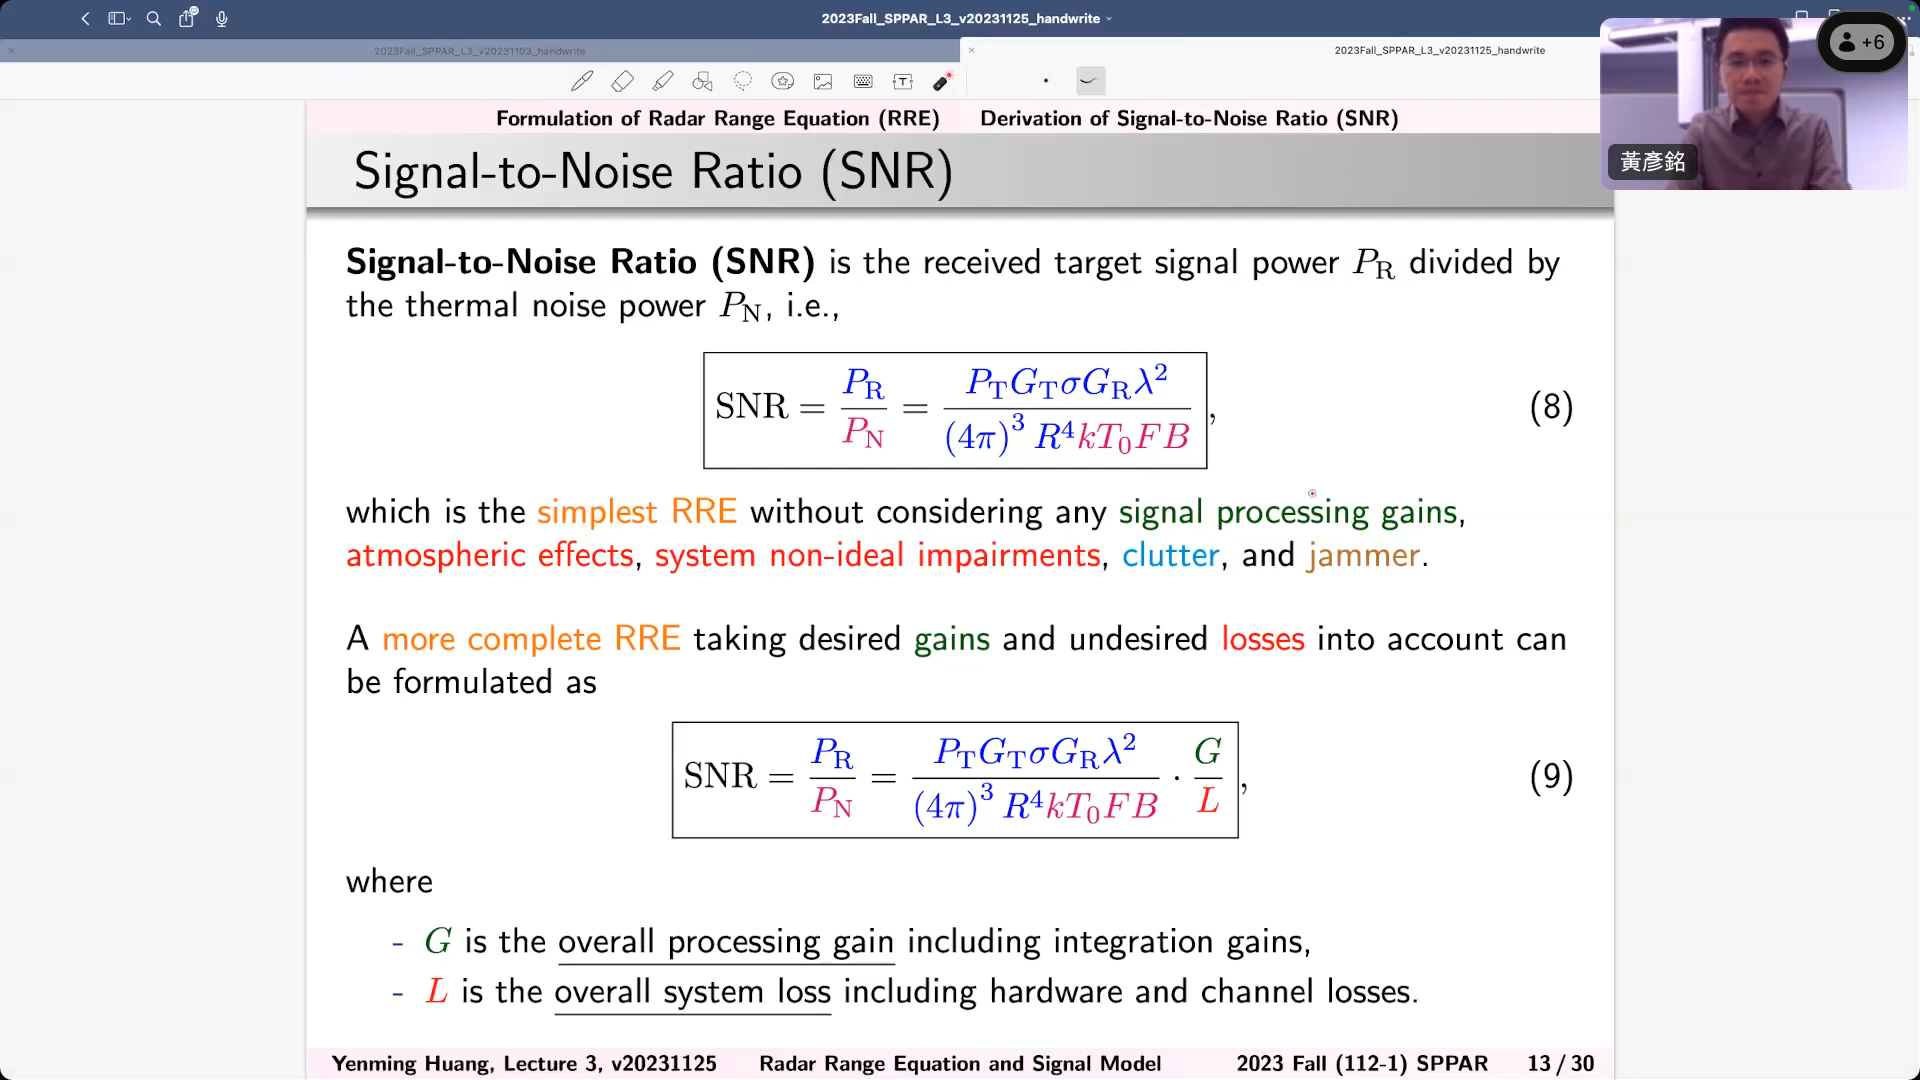 2023Fall_SPPAR_L3_v20231125_handwrite
2023Fall_SPPAR_L3_v20231103_handwrite
2023Fall_SPPAR_L3_v20231125_handwrite
+6
黃彥銘
Formulation of Radar Range Equation (RRE) Derivation of Signal-to-Noise Ratio (SNR)
Signal-to-Noise Ratio (SNR)
Signal-to-Noise Ratio (SNR) is the received target signal power P_R divided by
the thermal noise power P_N, i.e.,
SNR = P_R / P_N = P_T G_T σ G_R λ² / (4π)³ R⁴ k T₀ F B, (8)
which is the simplest RRE without considering any signal processing gains,
atmospheric effects, system non-ideal impairments, clutter, and jammer.
A more complete RRE taking desired gains and undesired losses into account can
be formulated as
SNR = P_R / P_N = P_T G_T σ G_R λ² / (4π)³ R⁴ k T₀ F B · G / L, (9)
where
- G is the overall processing gain including integration gains,
- L is the overall system loss including hardware and channel losses.
Yenming Huang, Lecture 3, v20231125 Radar Range Equation and Signal Model 2023 Fall (112-1) SPPAR 13 / 30